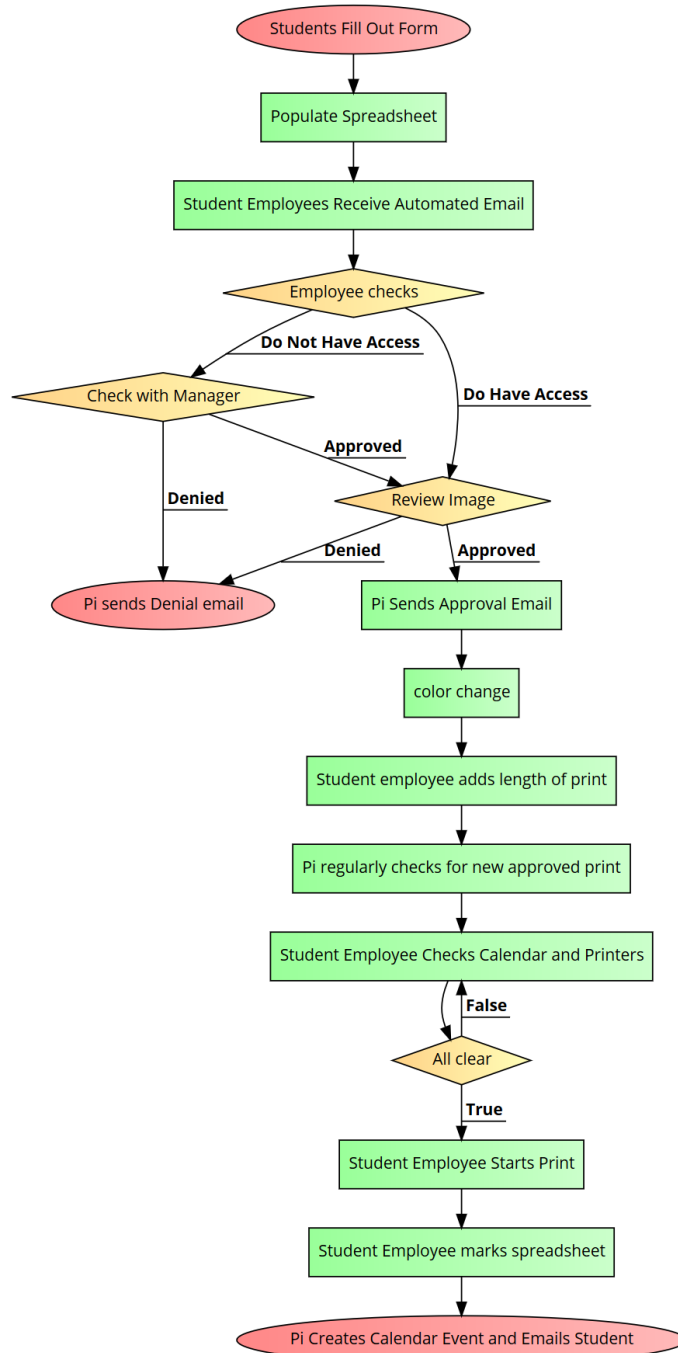 Students Fill Out Form
Populate Spreadsheet
Student Employees Receive Automated Email
Employee checks
Do Not Have Access
Check with Manager
Do Have Access
Approved
Denied
Review Image
Denied
Approved
Pi sends Denial email
Pi Sends Approval Email
color change
Student employee adds length of print
Pi regularly checks for new approved print
Student Employee Checks Calendar and Printers
False
All clear
True
Student Employee Starts Print
Student Employee marks spreadsheet
Pi Creates Calendar Event and Emails Student